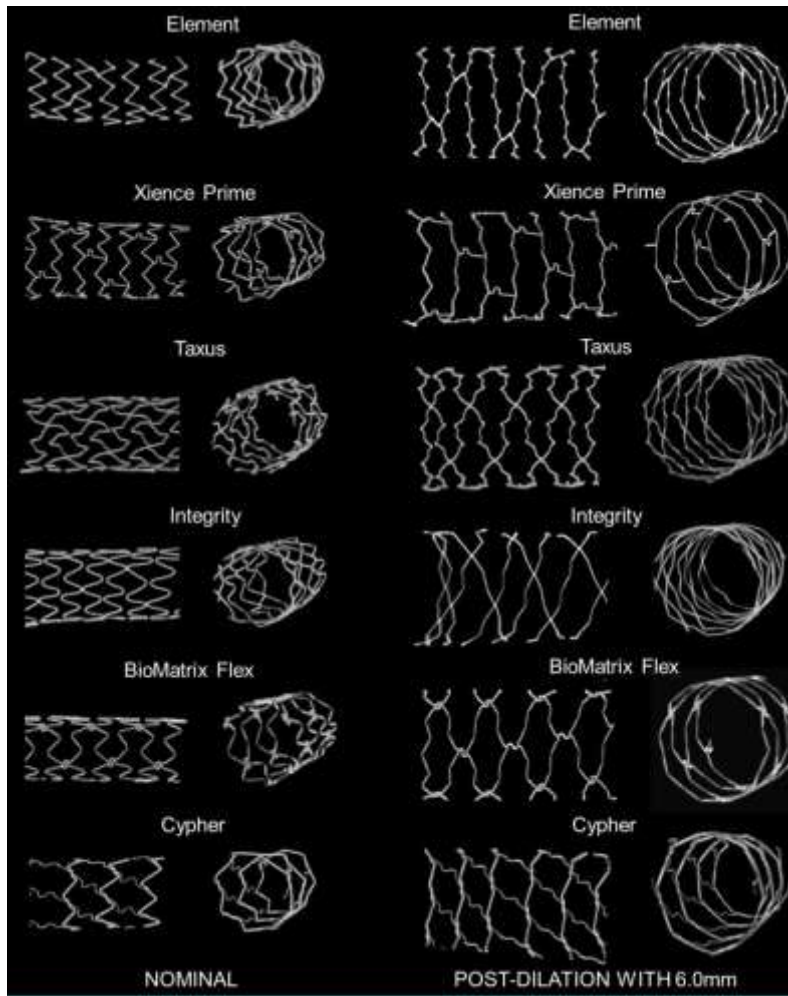 Element Element
Xience Prime Xience Prime
Taxus Taxus
Integrity Integrity
BioMatrix Flex BioMatrix Flex
Cypher Cypher
NOMINAL POST-DILATION WITH 6.0mm